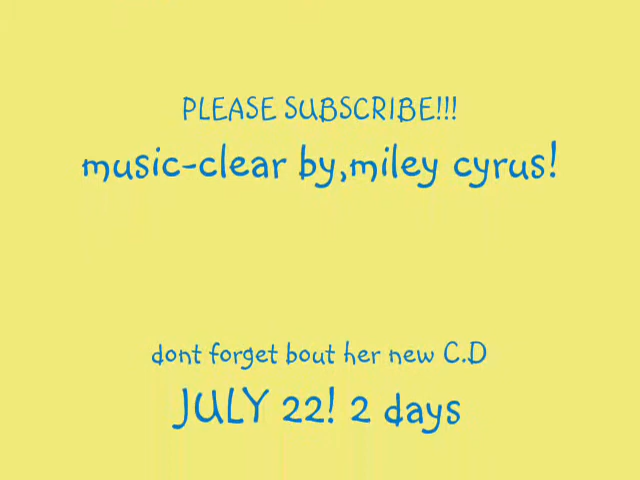 PLEASE SUBSCRIBE!!!
music-clear by,miley cyrus!
dont forget bout her new C.D
JULY 22! 2 days